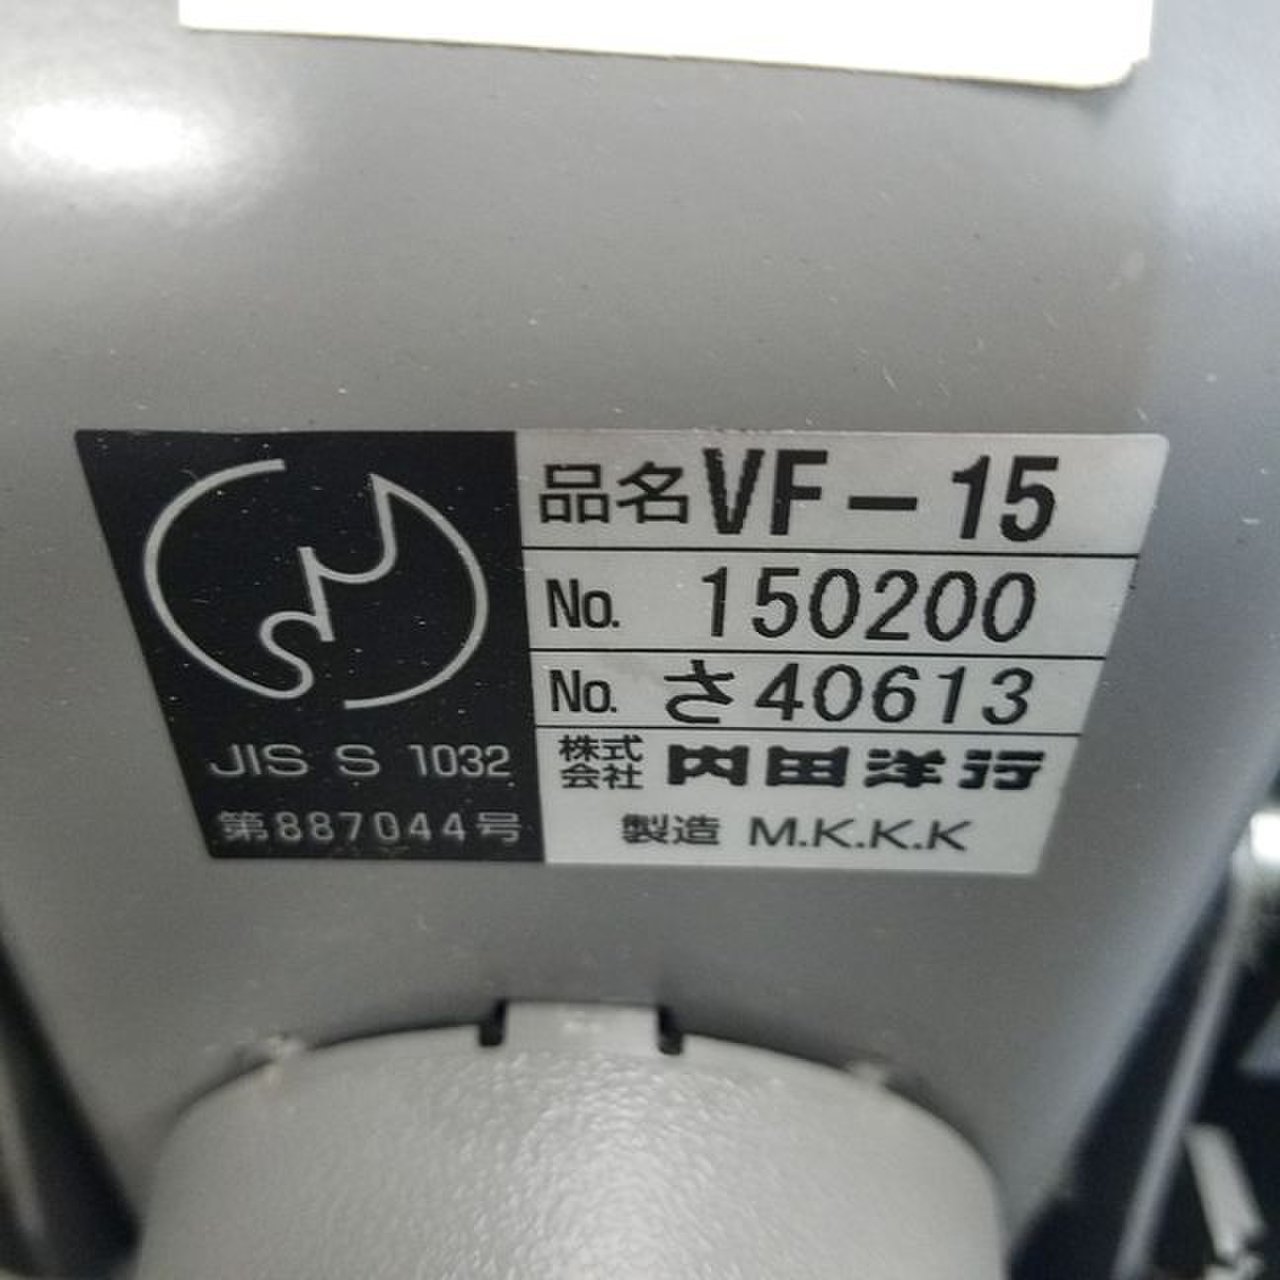 品名 VF-15
No. 150200
No. さ40613
株式会社 内田洋行
製造 M.K.K.K
JIS S 1032
第887044号